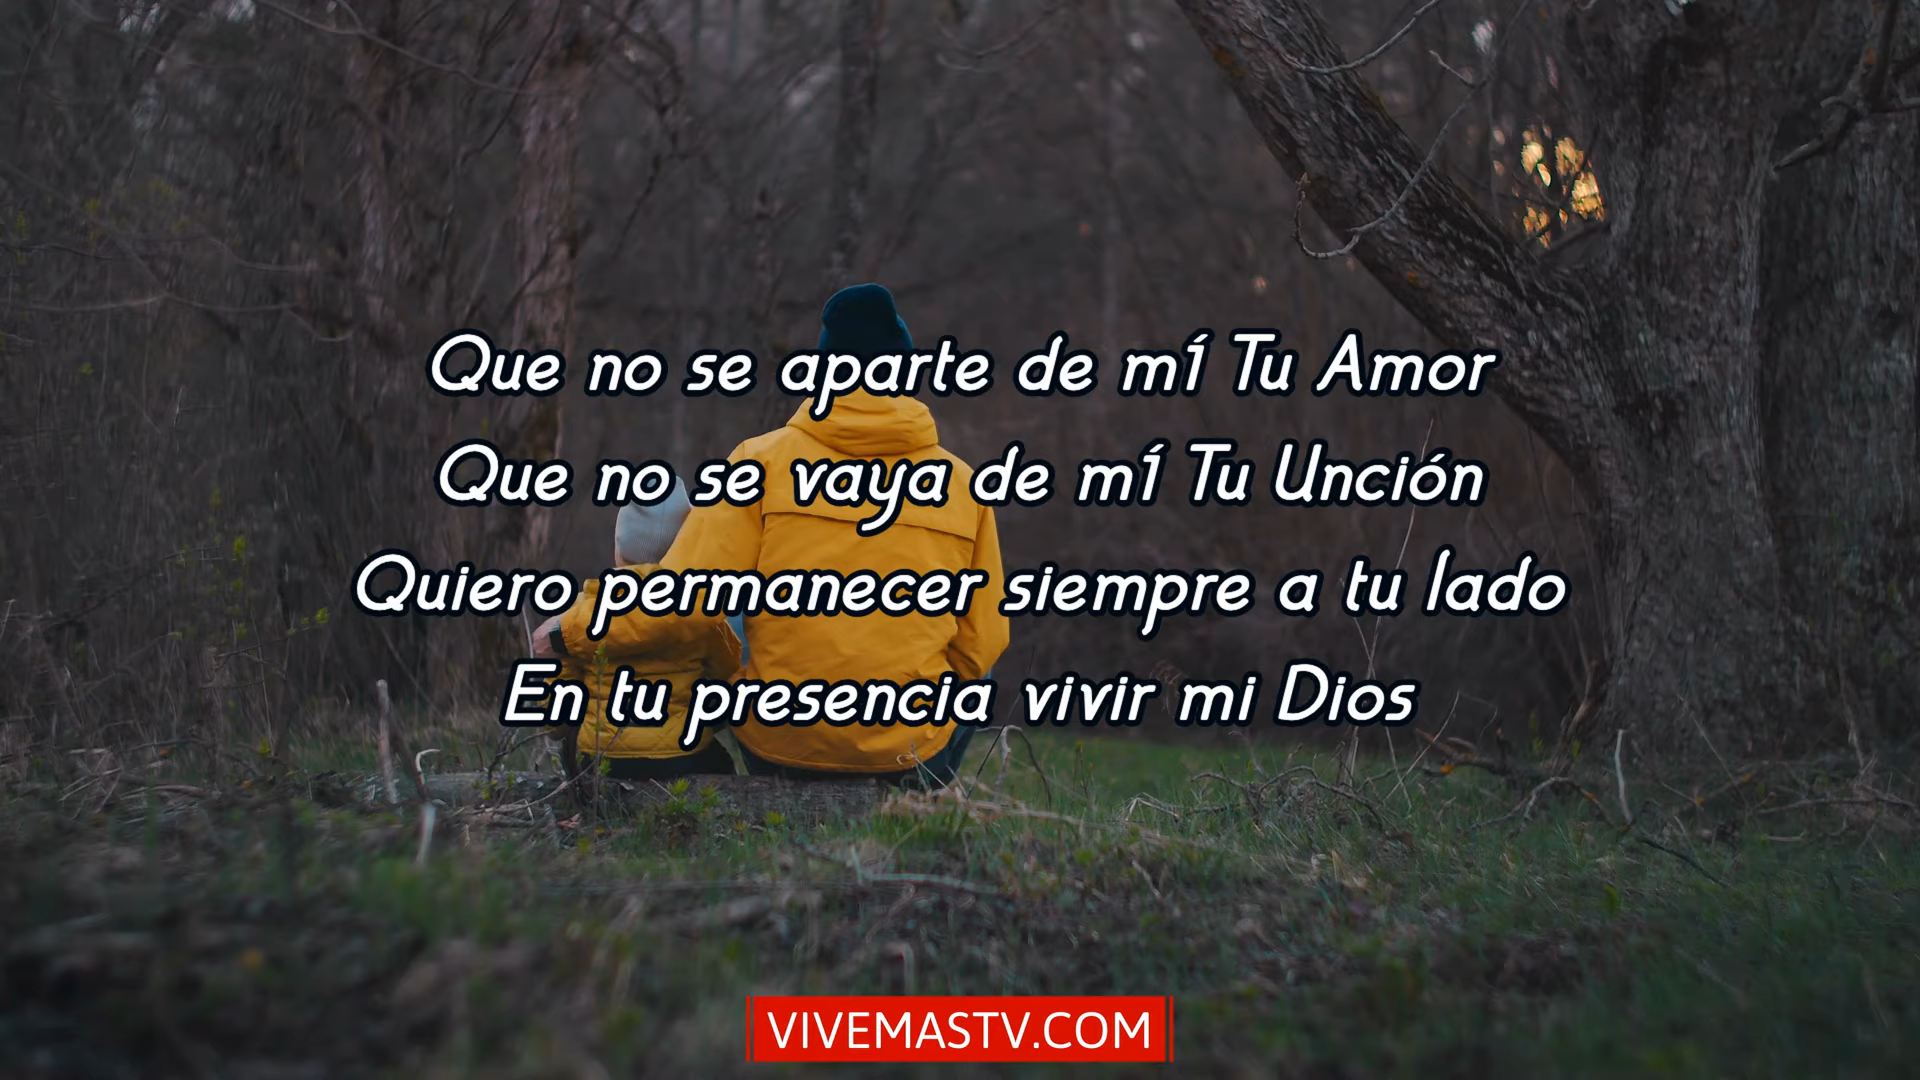 Que no se aparte de mí Tu Amor
Que no se vaya de mí Tu Unción
Quiero permanecer siempre a tu lado
En tu presencia vivir mi Dios
VIVEMASTV.COM